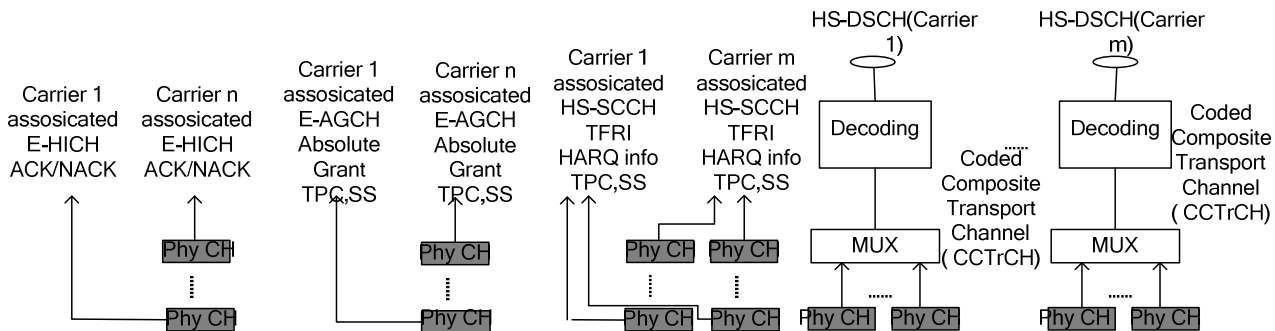 Carrier 1
assosicated
E-HICH
ACK/NACK
Carrier n
assosicated
E-HICH
ACK/NACK
Carrier 1
assosicated
E-AGCH
Absolute
Grant
TPC,SS
Carrier n
assosicated
E-AGCH
Absolute
Grant
TPC,SS
Carrier 1
assosicated
HS-SCCH
TFRI
HARQ info
TPC,SS
Carrier m
assosicated
HS-SCCH
TFRI
HARQ info
TPC,SS
HS-DSCH(Carrier
1)
Decoding
Coded
Composite
Transport
Channel
( CCTrCH)
MUX
HS-DSCH(Carrier
m)
Decoding
Coded
Composite
Transport
Channel
( CCTrCH)
MUX
......
Phy CH
Phy CH
Phy CH
Phy CH
Phy CH
Phy CH
......
......
......
......
......
......
Phy CH
Phy CH
Phy CH
Phy CH
Phy CH
Phy CH
Phy CH
Phy CH